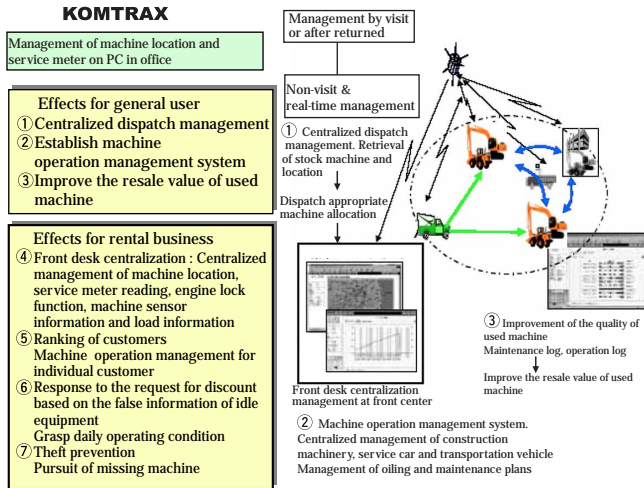 KOMTRAX
Management of machine location and
service meter on PC in office
Effects for general user
①Centralized dispatch management
②Establish machine
operation management system
③Improve the resale value of used
machine
Effects for rental business
④Front desk centralization : Centralized
management of machine location,
service meter reading, engine lock
function, machine sensor
information and load information
⑤Ranking of customers
Machine operation management for
individual customer
⑥Response to the request for discount
based on the false information of idle
equipment
Grasp daily operating condition
⑦Theft prevention
Pursuit of missing machine
Management by visit
or after returned
Non-visit &
real-time management
① Centralized dispatch
management. Retrieval
of stock machine and
location
Dispatch appropriate
machine allocation
Front desk centralization
management at front center
② Machine operation management system.
Centralized management of construction
machinery, service car and transportation vehicle
Management of oiling and maintenance plans
③ Improvement of the quality of
used machine
Maintenance log, operation log
Improve the resale value of used
machine